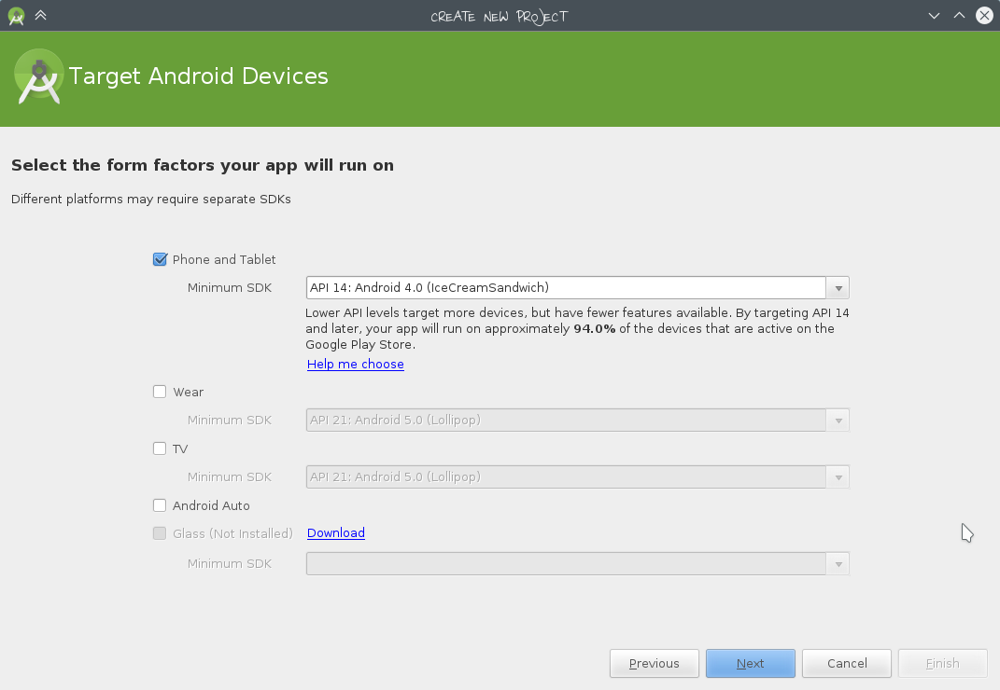 CREATE NEW PROJECT
Target Android Devices
Select the form factors your app will run on
Different platforms may require separate SDKs
Phone and Tablet
Minimum SDK API 14: Android 4.0 (IceCreamSandwich)
Lower API levels target more devices, but have fewer features available. By targeting API 14
and later, your app will run on approximately 94.0% of the devices that are active on the
Google Play Store.
Help me choose
Wear
Minimum SDK API 21: Android 5.0 (Lollipop)
TV
Minimum SDK API 21: Android 5.0 (Lollipop)
Android Auto
Glass (Not Installed) Download
Minimum SDK
Previous Next Cancel Finish